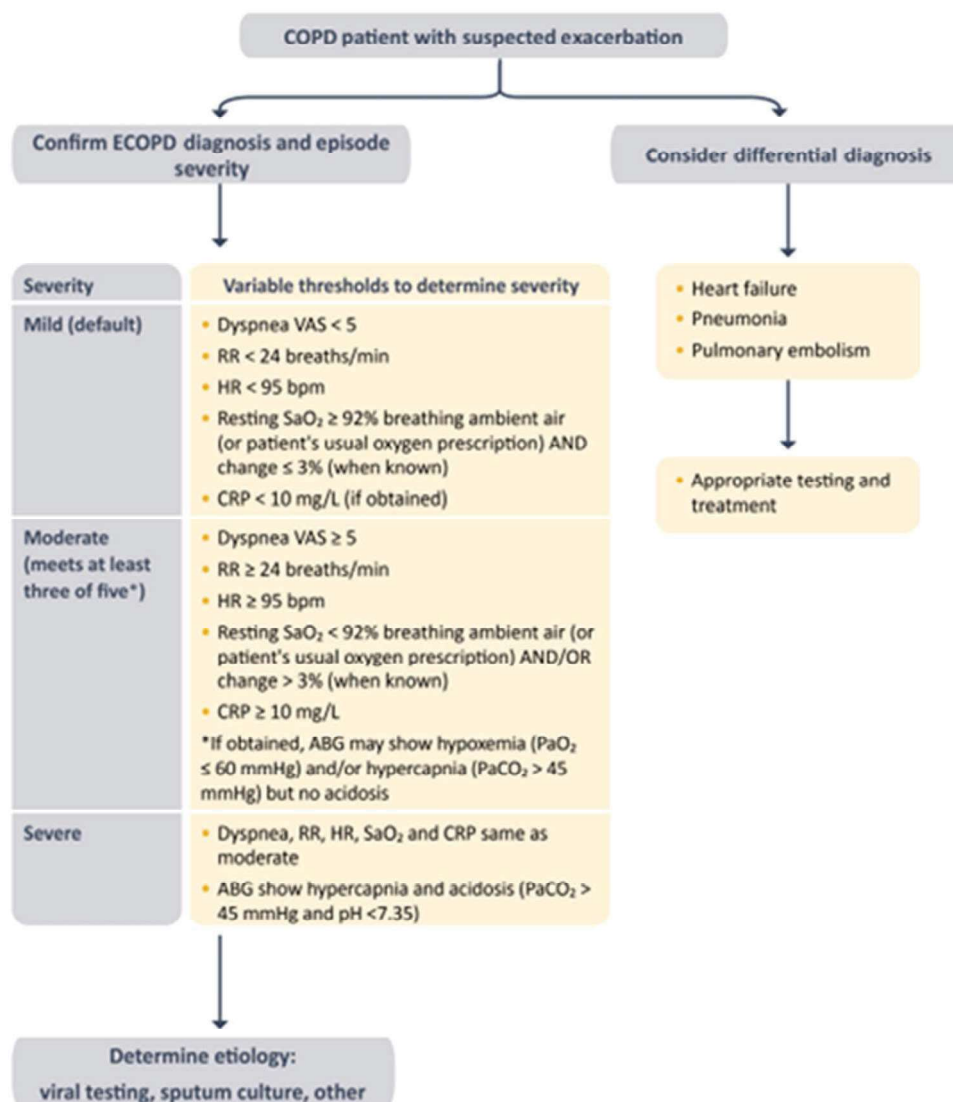 COPD patient with suspected exacerbation
Confirm ECOPD diagnosis and episode
severity
Consider differential diagnosis
Severity
Variable thresholds to determine severity
Mild (default)
• Dyspnea VAS < 5
• RR < 24 breaths/min
• HR < 95 bpm
• Resting SaO₂ ≥ 92% breathing ambient air
(or patient's usual oxygen prescription) AND
change ≤ 3% (when known)
• CRP < 10 mg/L (if obtained)
Moderate
(meets at least
three of five*)
• Dyspnea VAS ≥ 5
• RR ≥ 24 breaths/min
• HR ≥ 95 bpm
• Resting SaO₂ < 92% breathing ambient air (or
patient's usual oxygen prescription) AND/OR
change > 3% (when known)
• CRP ≥ 10 mg/L
*If obtained, ABG may show hypoxemia (PaO₂
≤ 60 mmHg) and/or hypercapnia (PaCO₂ > 45
mmHg) but no acidosis
Severe
• Dyspnea, RR, HR, SaO₂ and CRP same as
moderate
• ABG show hypercapnia and acidosis (PaCO₂ >
45 mmHg and pH <7.35)
• Heart failure
• Pneumonia
• Pulmonary embolism
• Appropriate testing and
treatment
Determine etiology:
viral testing, sputum culture, other